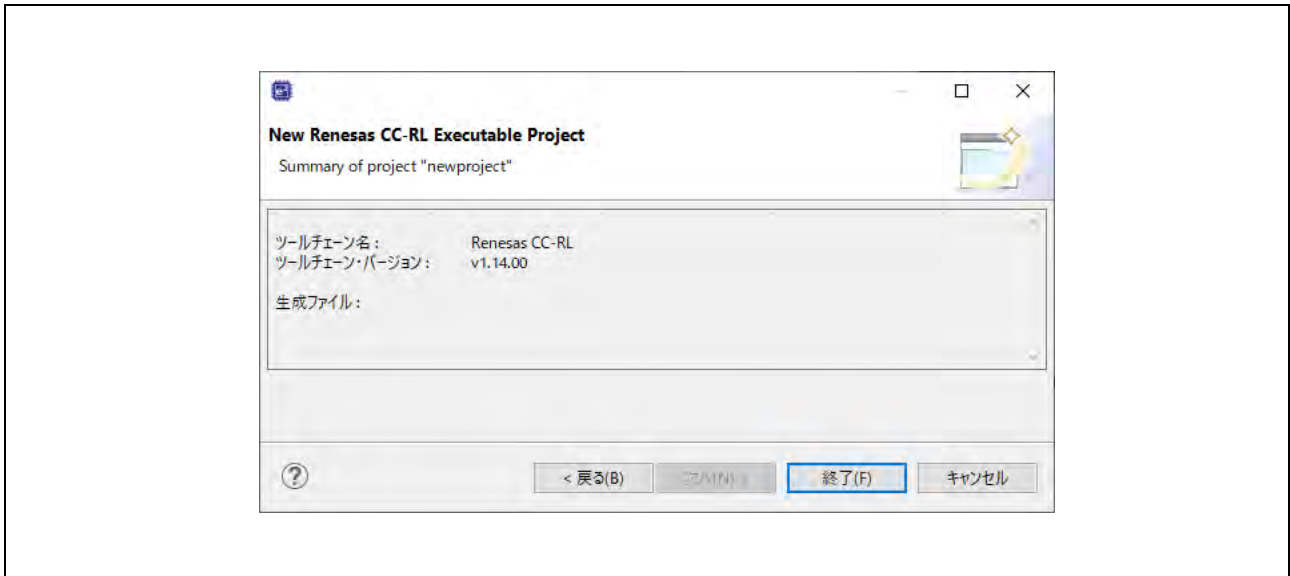 New Renesas CC-RL Executable Project
Summary of project "newproject"
ツールチェーン名 : Renesas CC-RL
ツールチェーン・バージョン : v1.14.00
生成ファイル :
< 戻る(B) 終了(F) キャンセル